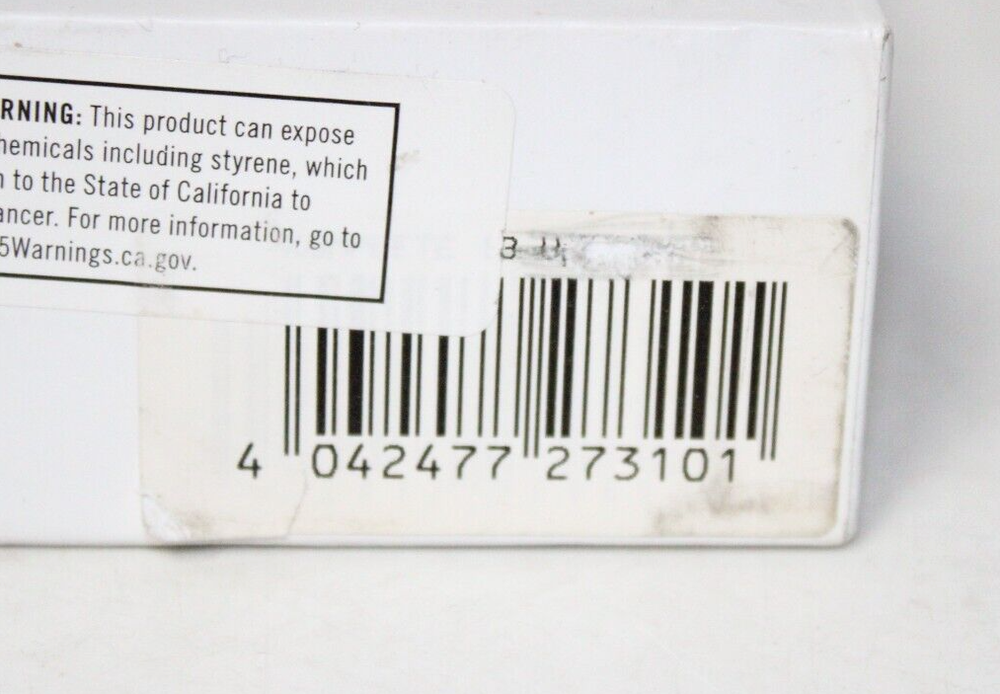 RNING: This product can expose
hemicals including styrene, which
n to the State of California to
ancer. For more information, go to
5Warnings.ca.gov.
B U
4 042477 273101